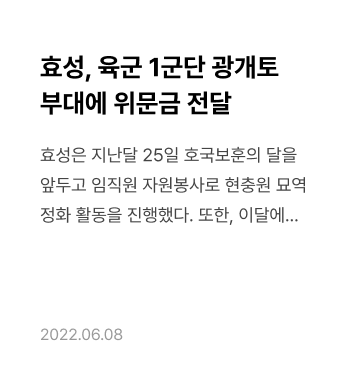 효성, 육군 1군단 광개토
부대에 위문금 전달
효성은 지난달 25일 호국보훈의 달을
앞두고 임직원 자원봉사로 현충원 묘역
정화 활동을 진행했다. 또한, 이달에...
2022.06.08